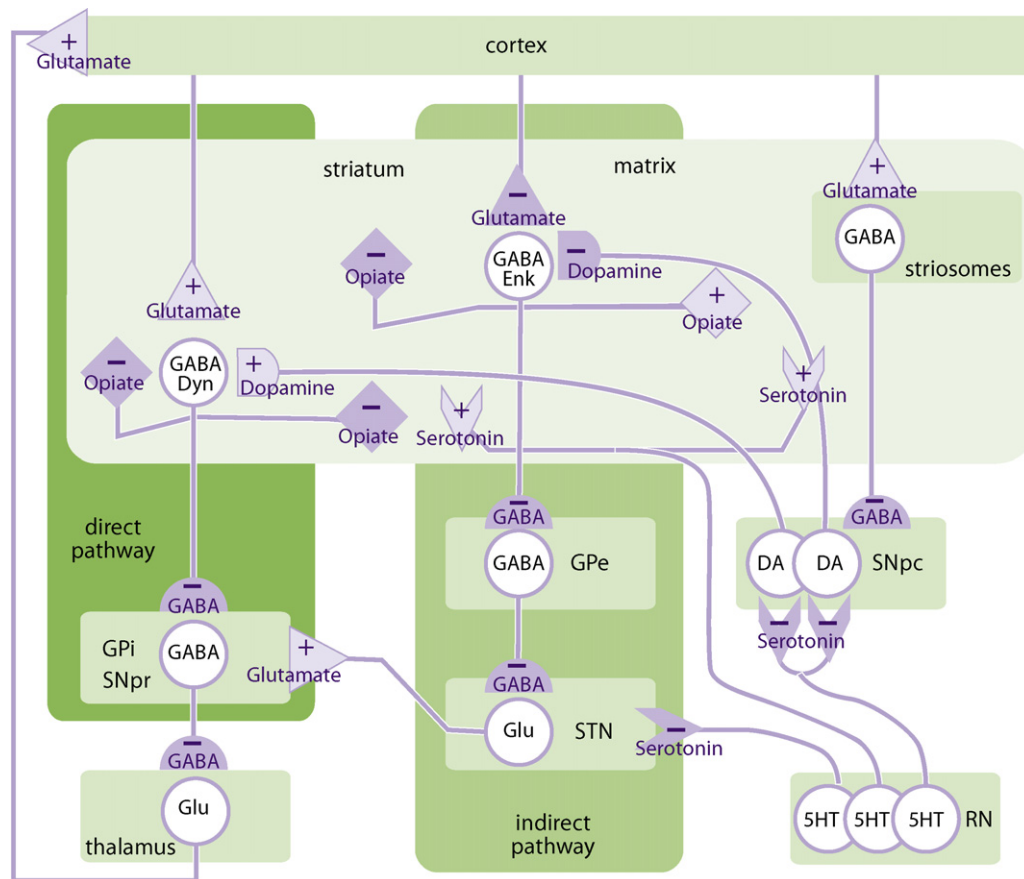 cortex
+
Glutamate
striatum
matrix
−
Glutamate
+
Glutamate
GABA
striosomes
−
Opiate
GABA
Enk
−
Dopamine
+
Opiate
+
Glutamate
−
Opiate
GABA
Dyn
+
Dopamine
−
Opiate
+
Serotonin
+
Serotonin
direct
pathway
−
GABA
GABA
GPe
−
GABA
DA
DA
SNpc
−
GABA
GPi
SNpr
GABA
+
Glutamate
−
−
Serotonin
−
GABA
Glu
STN
−
Serotonin
−
GABA
Glu
thalamus
indirect
pathway
5HT
5HT
5HT
RN